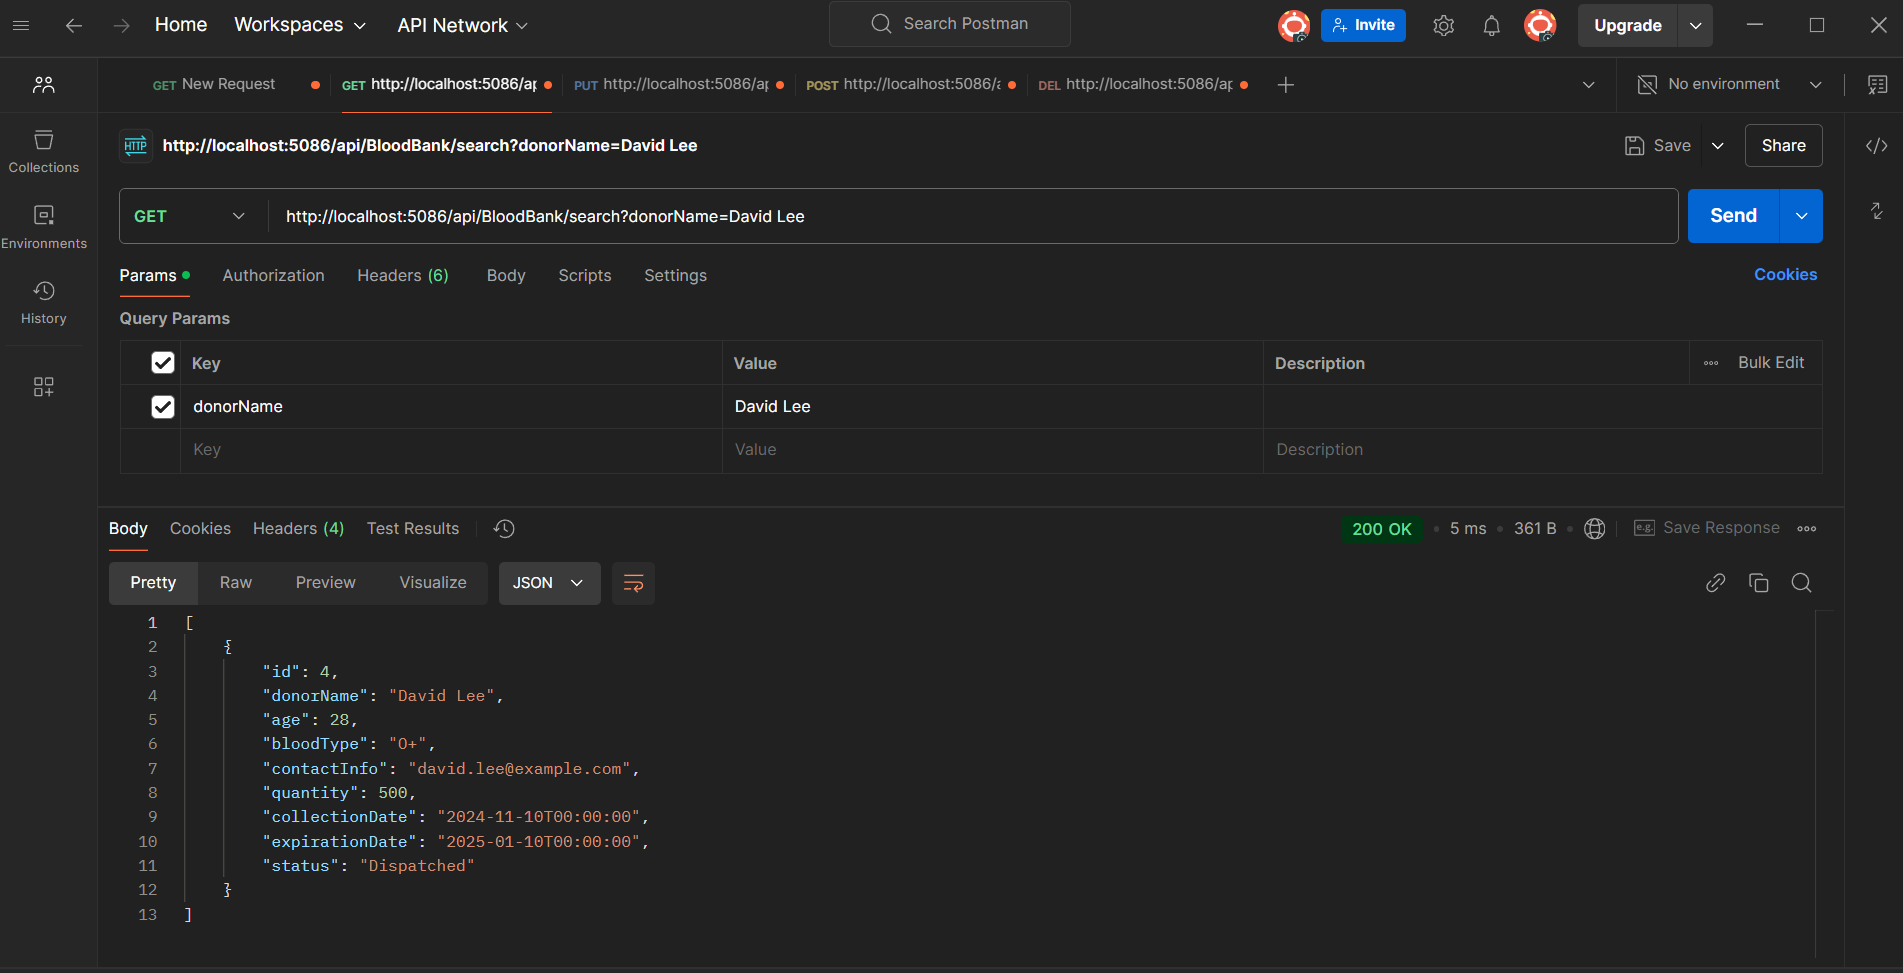 Home Workspaces API Network Search Postman Invite Upgrade
GET New Request GET http://localhost:5086/ap PUT http://localhost:5086/ap POST http://localhost:5086/a DEL http://localhost:5086/ap No environment
HTTP http://localhost:5086/api/BloodBank/search?donorName=David Lee Save Share
Collections
Environments
History
GET http://localhost:5086/api/BloodBank/search?donorName=David Lee Send
Params Authorization Headers (6) Body Scripts Settings Cookies
Query Params
Key Value Description Bulk Edit
donorName David Lee
Key Value Description
Body Cookies Headers (4) Test Results 200 OK 5 ms 361 B e.g. Save Response
Pretty Raw Preview Visualize JSON
1 [
2 {
3 "id": 4,
4 "donorName": "David Lee",
5 "age": 28,
6 "bloodType": "O+",
7 "contactInfo": "david.lee@example.com",
8 "quantity": 500,
9 "collectionDate": "2024-11-10T00:00:00",
10 "expirationDate": "2025-01-10T00:00:00",
11 "status": "Dispatched"
12 }
13 ]